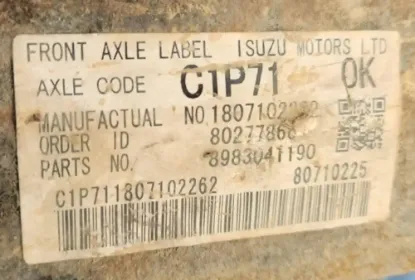 FRONT AXLE LABEL ISUZU MOTORS LTD
AXLE CODE C1P71 OK
MANUFACTUAL NO. 1807102262
ORDER ID
PARTS NO. 8983041190
C1P711807102262 80710225